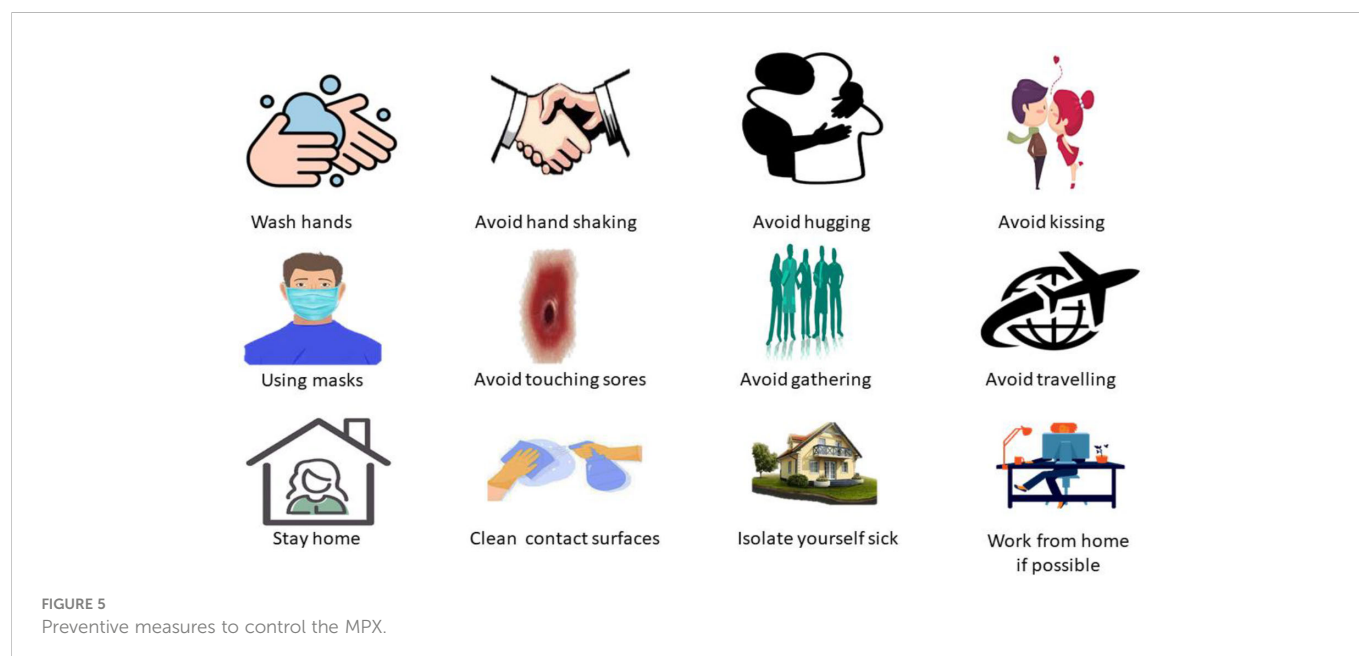 Wash hands
Avoid hand shaking
Avoid hugging
Avoid kissing
Using masks
Avoid touching sores
Avoid gathering
Avoid travelling
Stay home
Clean contact surfaces
Isolate yourself sick
Work from home
if possible
FIGURE 5
Preventive measures to control the MPX.